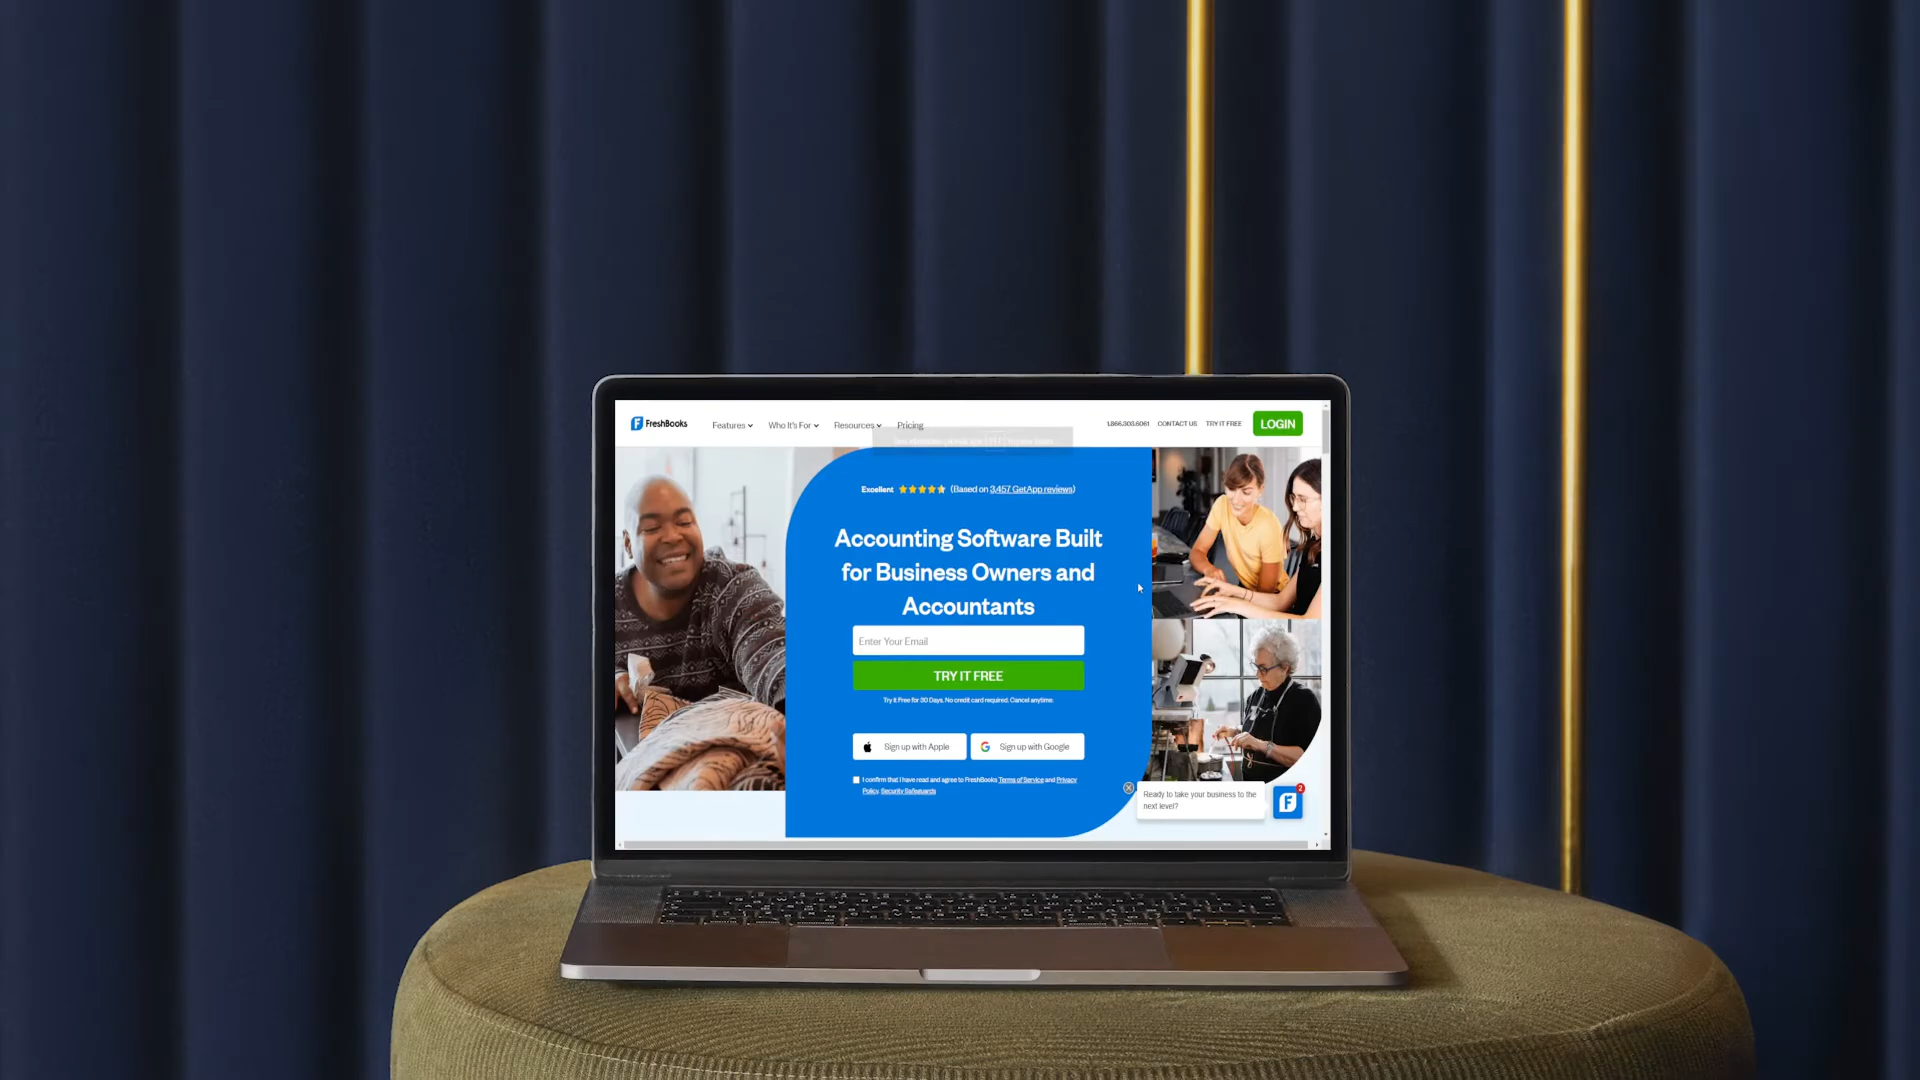 FreshBooks
Features
Who It's For
Resources
Pricing
1.866.303.6061
CONTACT US
TRY IT FREE
LOGIN
Excellent (Based on 3,457 GetApp reviews)
Accounting Software Built
for Business Owners and
Accountants
Enter Your Email
TRY IT FREE
Try it Free for 30 Days. No credit card required. Cancel anytime.
Sign up with Apple
Sign up with Google
I confirm that I have read and agree to FreshBooks Terms of Service and Privacy
Policy, Security Safeguards
Ready to take your business to the
next level?
2